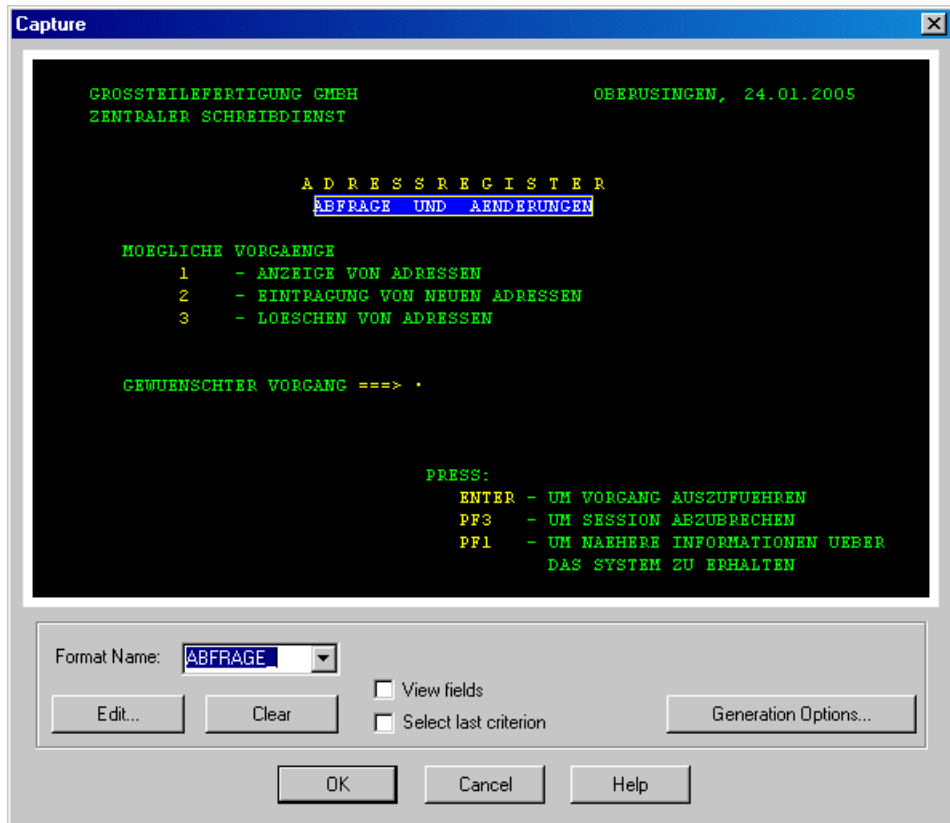 Capture
GROSSTEILEFERTIGUNG GMBH OBERUSINGEN, 24.01.2005
ZENTRALER SCHREIBDIENST
A D R E S S R E G I S T E R
ABFRAGE UND AENDERUNGEN
MOEGLICHE VORGAENGE
1 - ANZEIGE VON ADRESSEN
2 - EINTRAGUNG VON NEUEN ADRESSEN
3 - LOESCHEN VON ADRESSEN
GEWUENSCHTER VORGANG ===> .
PRESS:
ENTER - UM VORGANG AUSZUFUEHREN
PF3 - UM SESSION ABZUBRECHEN
PF1 - UM NAEHERE INFORMATIONEN UEBER
DAS SYSTEM ZU ERHALTEN
Format Name: ABFRAGE_
View fields
Edit... Clear Select last criterion Generation Options...
OK Cancel Help